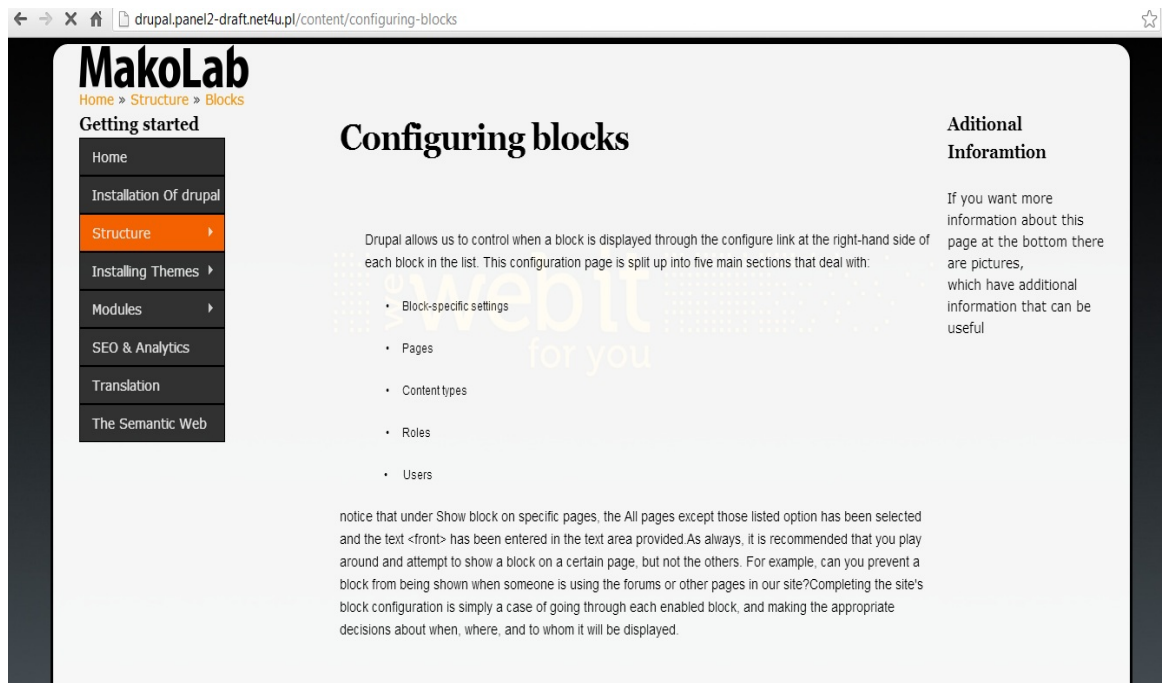 drupal.panel2-draft.net4u.pl/content/configuring-blocks
MakoLab
Home » Structure » Blocks
Getting started
Home
Installation Of drupal
Structure
Installing Themes
Modules
SEO & Analytics
Translation
The Semantic Web
Configuring blocks
Drupal allows us to control when a block is displayed through the configure link at the right-hand side of
each block in the list. This configuration page is split up into five main sections that deal with:
• Block-specific settings
• Pages
• Content types
• Roles
• Users
we webit
for you
notice that under Show block on specific pages, the All pages except those listed option has been selected
and the text <front> has been entered in the text area provided.As always, it is recommended that you play
around and attempt to show a block on a certain page, but not the others. For example, can you prevent a
block from being shown when someone is using the forums or other pages in our site?Completing the site's
block configuration is simply a case of going through each enabled block, and making the appropriate
decisions about when, where, and to whom it will be displayed.
Aditional
Inforamtion
If you want more
information about this
page at the bottom there
are pictures,
which have additional
information that can be
useful